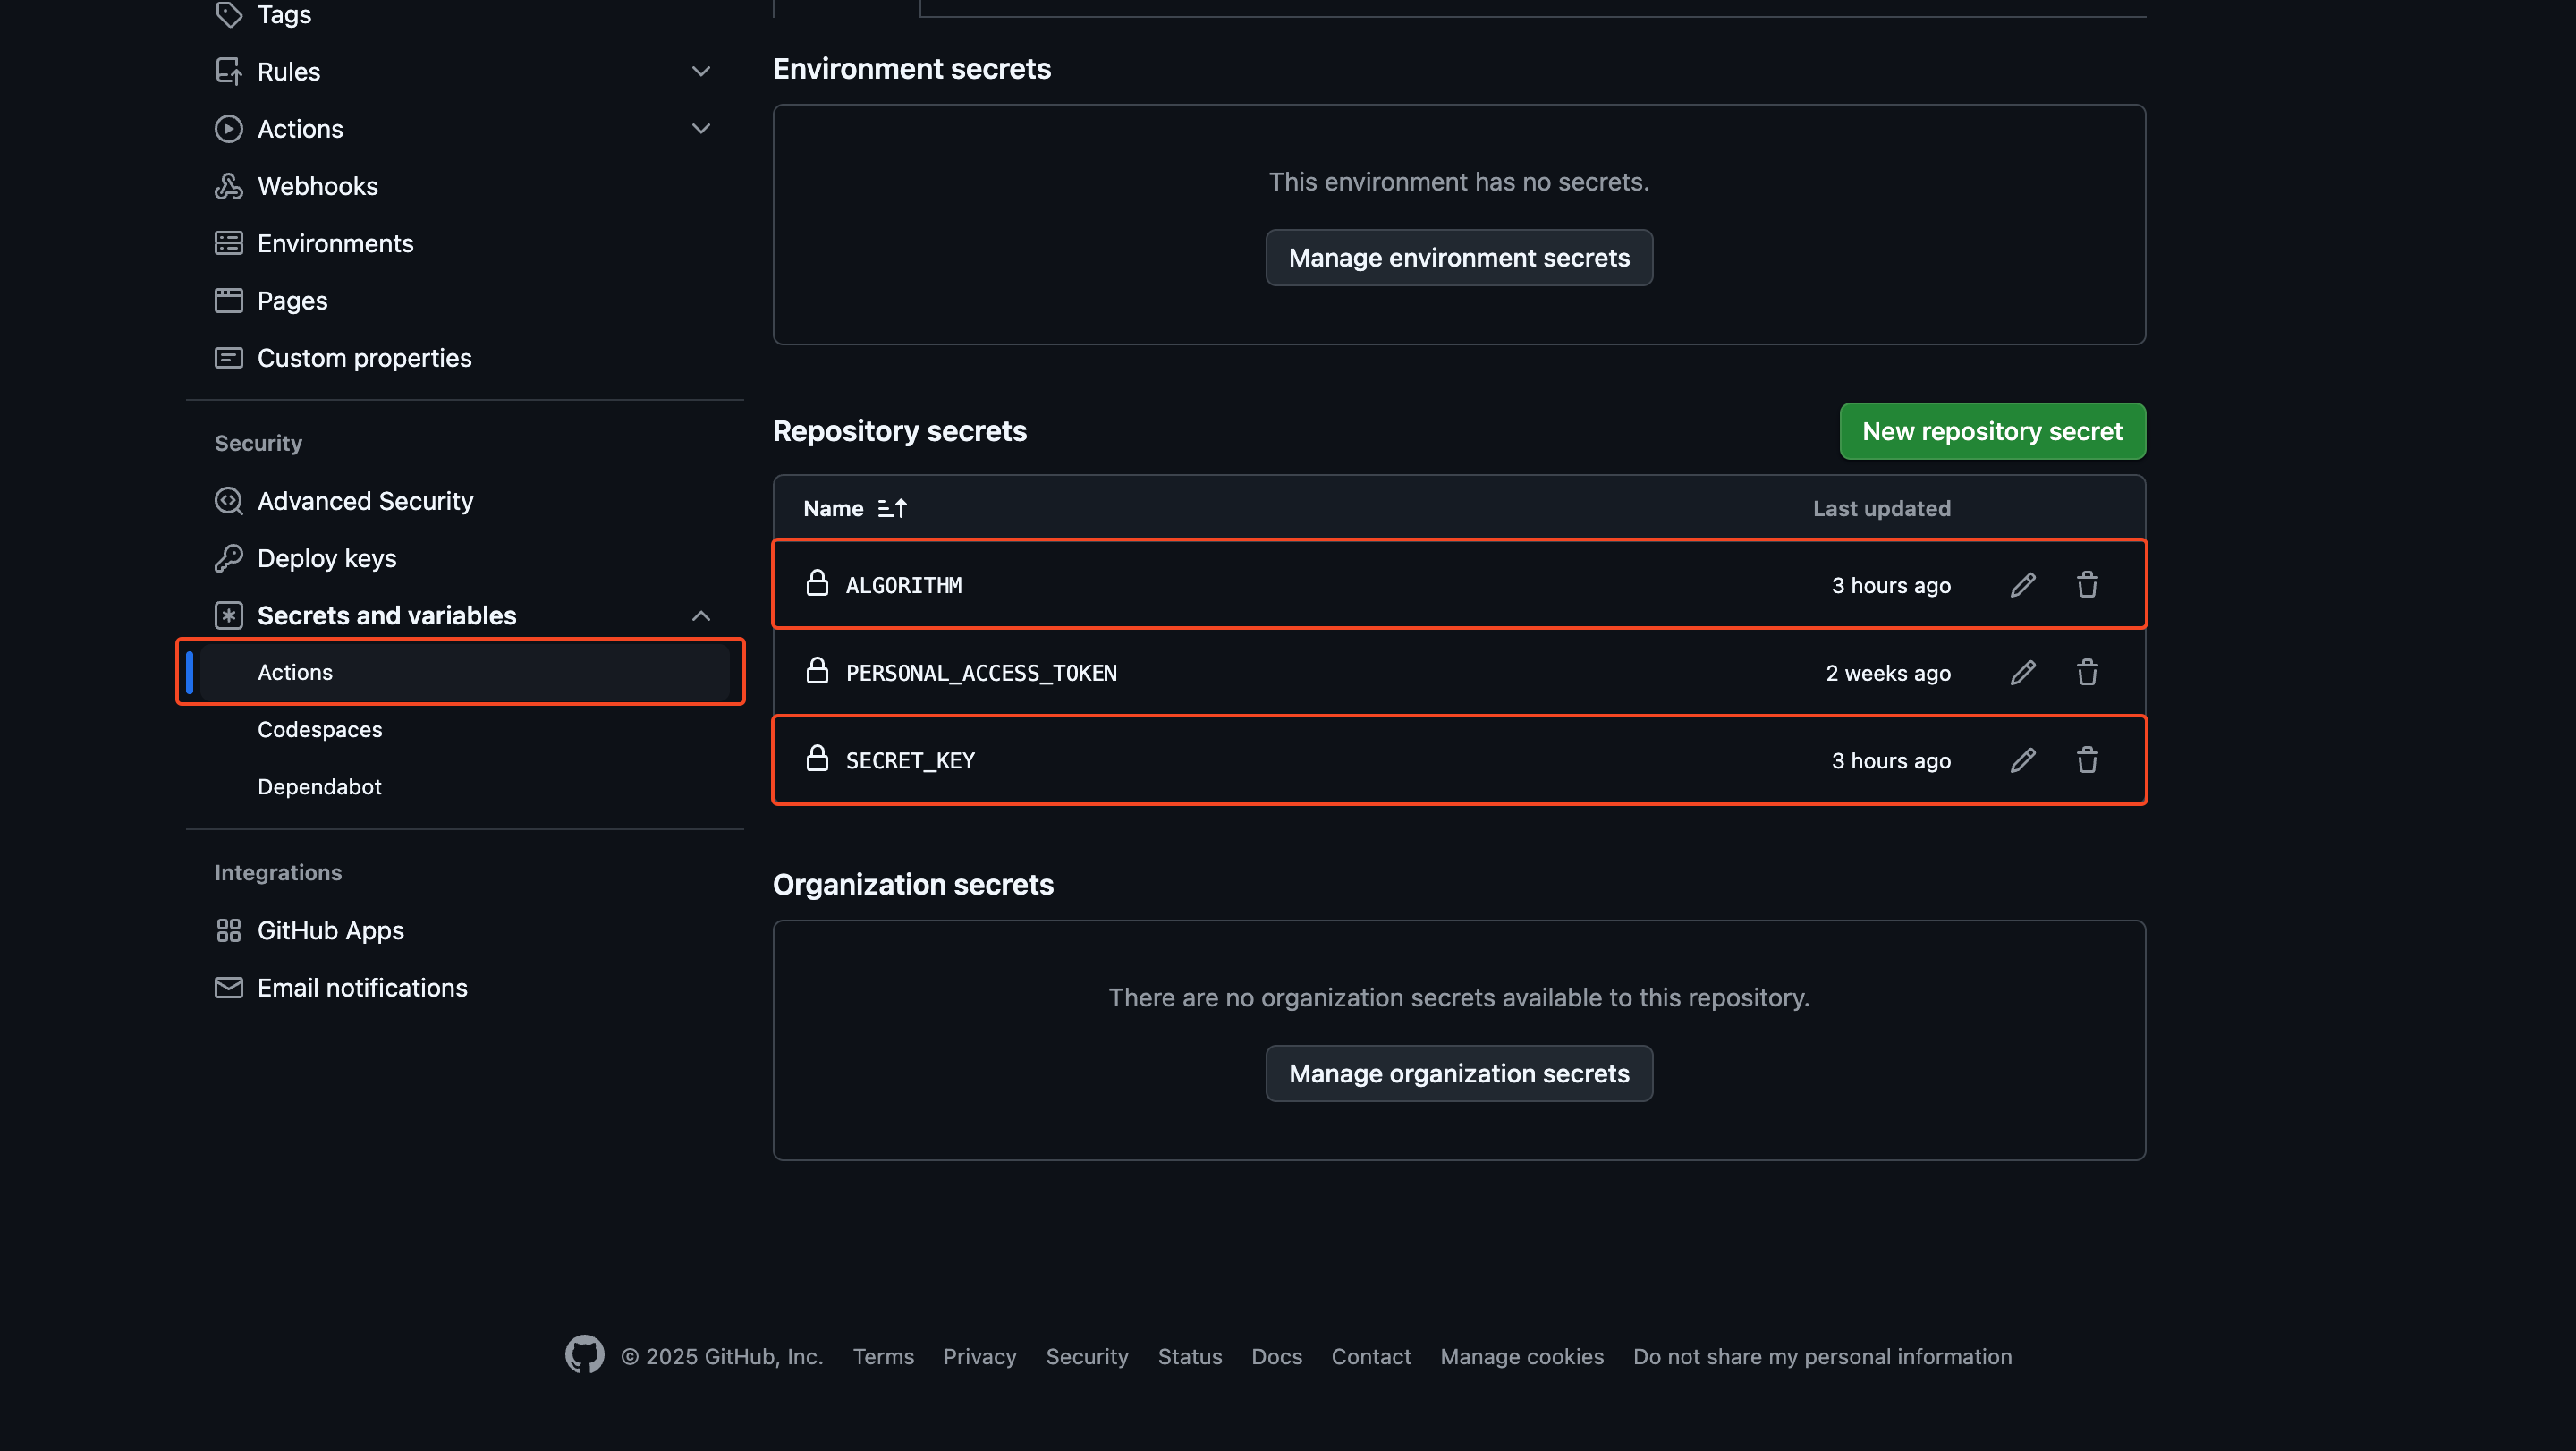 Tags
Rules
Actions
Webhooks
Environments
Pages
Custom properties
Security
Advanced Security
Deploy keys
Secrets and variables
Actions
Codespaces
Dependabot
Integrations
GitHub Apps
Email notifications
Environment secrets
This environment has no secrets.
Manage environment secrets
Repository secrets
New repository secret
Name Last updated
ALGORITHM 3 hours ago
PERSONAL_ACCESS_TOKEN 2 weeks ago
SECRET_KEY 3 hours ago
Organization secrets
There are no organization secrets available to this repository.
Manage organization secrets
© 2025 GitHub, Inc. Terms Privacy Security Status Docs Contact Manage cookies Do not share my personal information